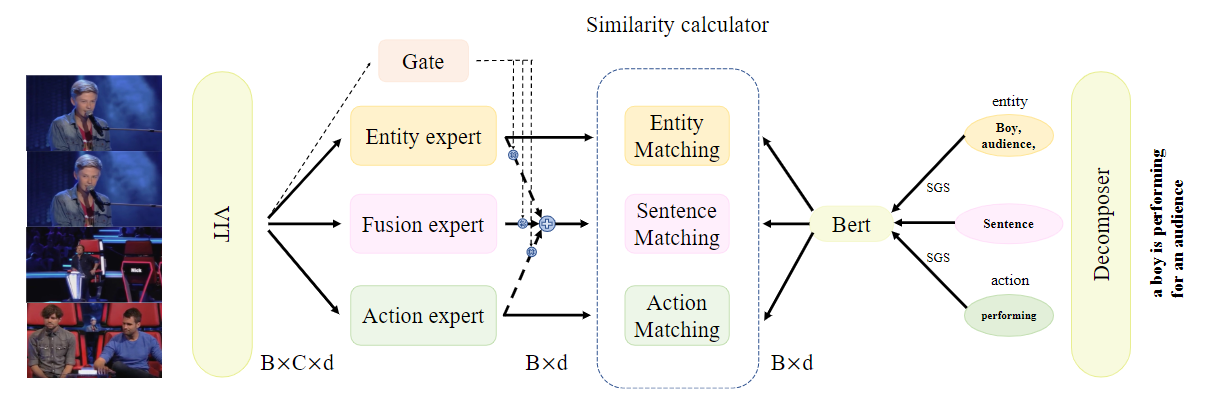 Similarity calculator
VIT
Gate
Entity expert
Fusion expert
Action expert
B×C×d
B×d
Entity
Matching
Sentence
Matching
Action
Matching
B×d
Bert
SGS
SGS
entity
Boy,
audience,
Sentence
action
performing
Decomposer
a boy is performing
for an audience